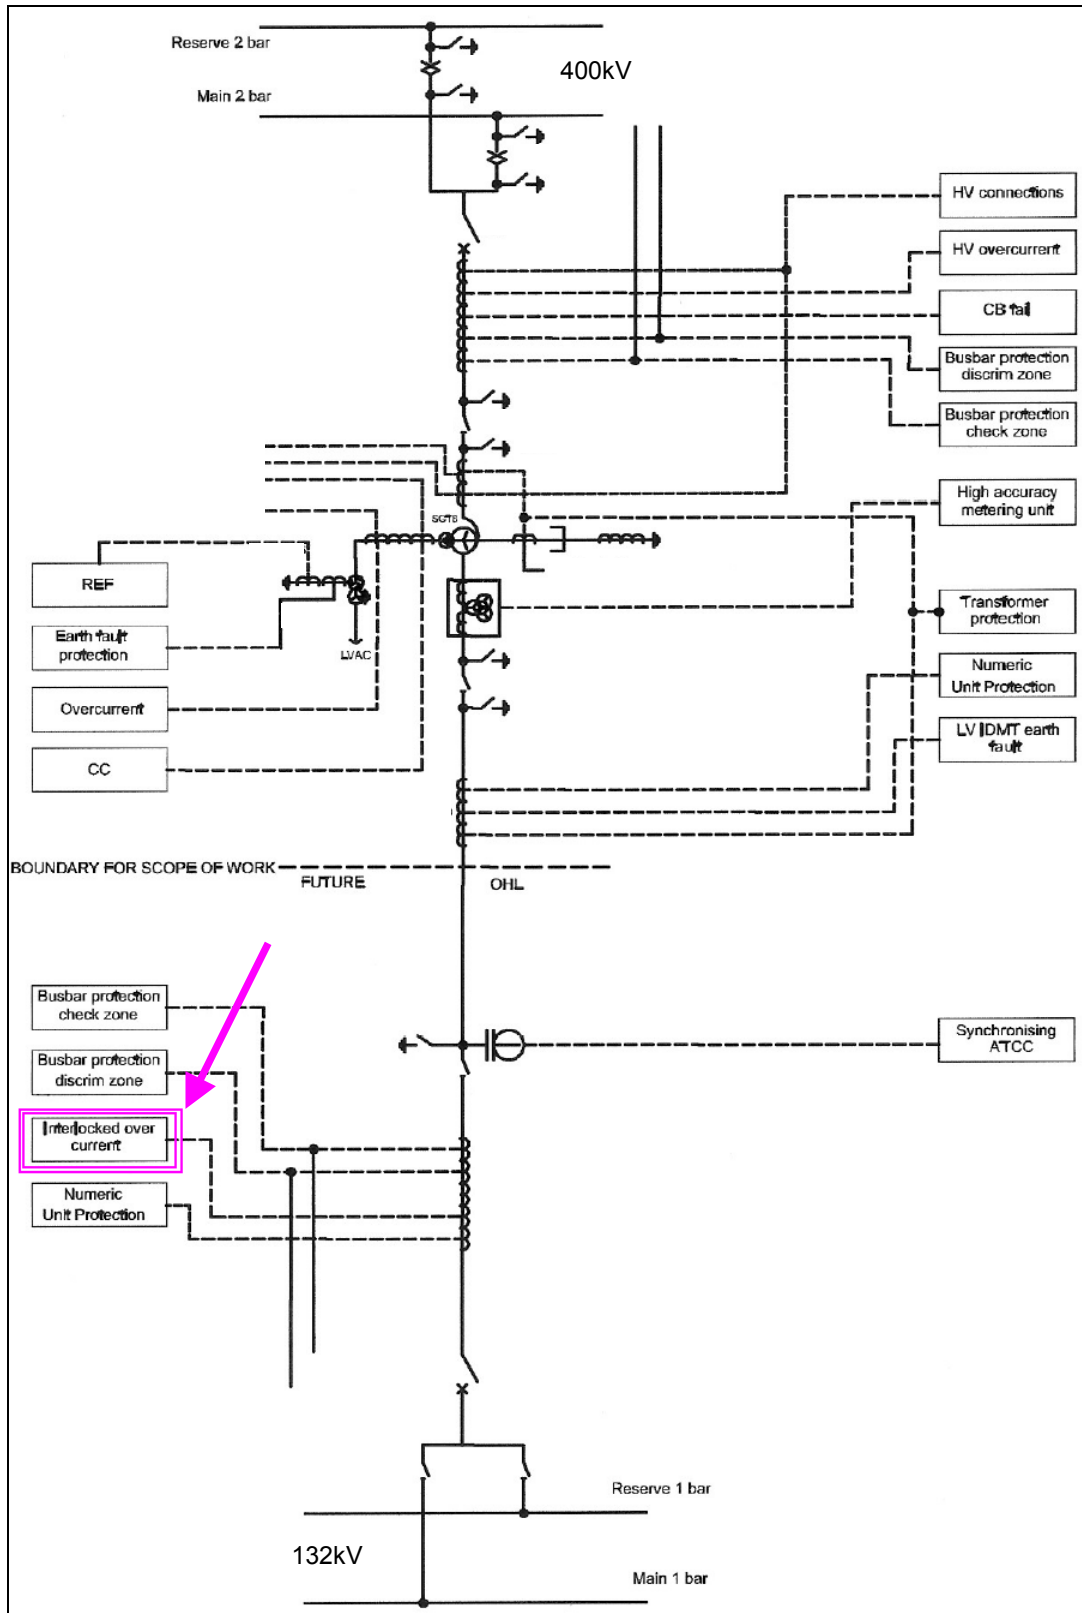 Reserve 2 bar
400kV
Main 2 bar
HV connections
HV overcurrent
CB fail
Busbar protection
discrim zone
Busbar protection
check zone
High accuracy
metering unit
SGT8
REF
Earth fault
protection
LVAC
Transformer
protection
Numeric
Unit Protection
Overcurrent
LV IDMT earth
fault
CC
BOUNDARY FOR SCOPE OF WORK
FUTURE
OHL
Busbar protection
check zone
Synchronising
ATCC
Busbar protection
discrim zone
Interlocked over
current
Numeric
Unit Protection
Reserve 1 bar
132kV
Main 1 bar